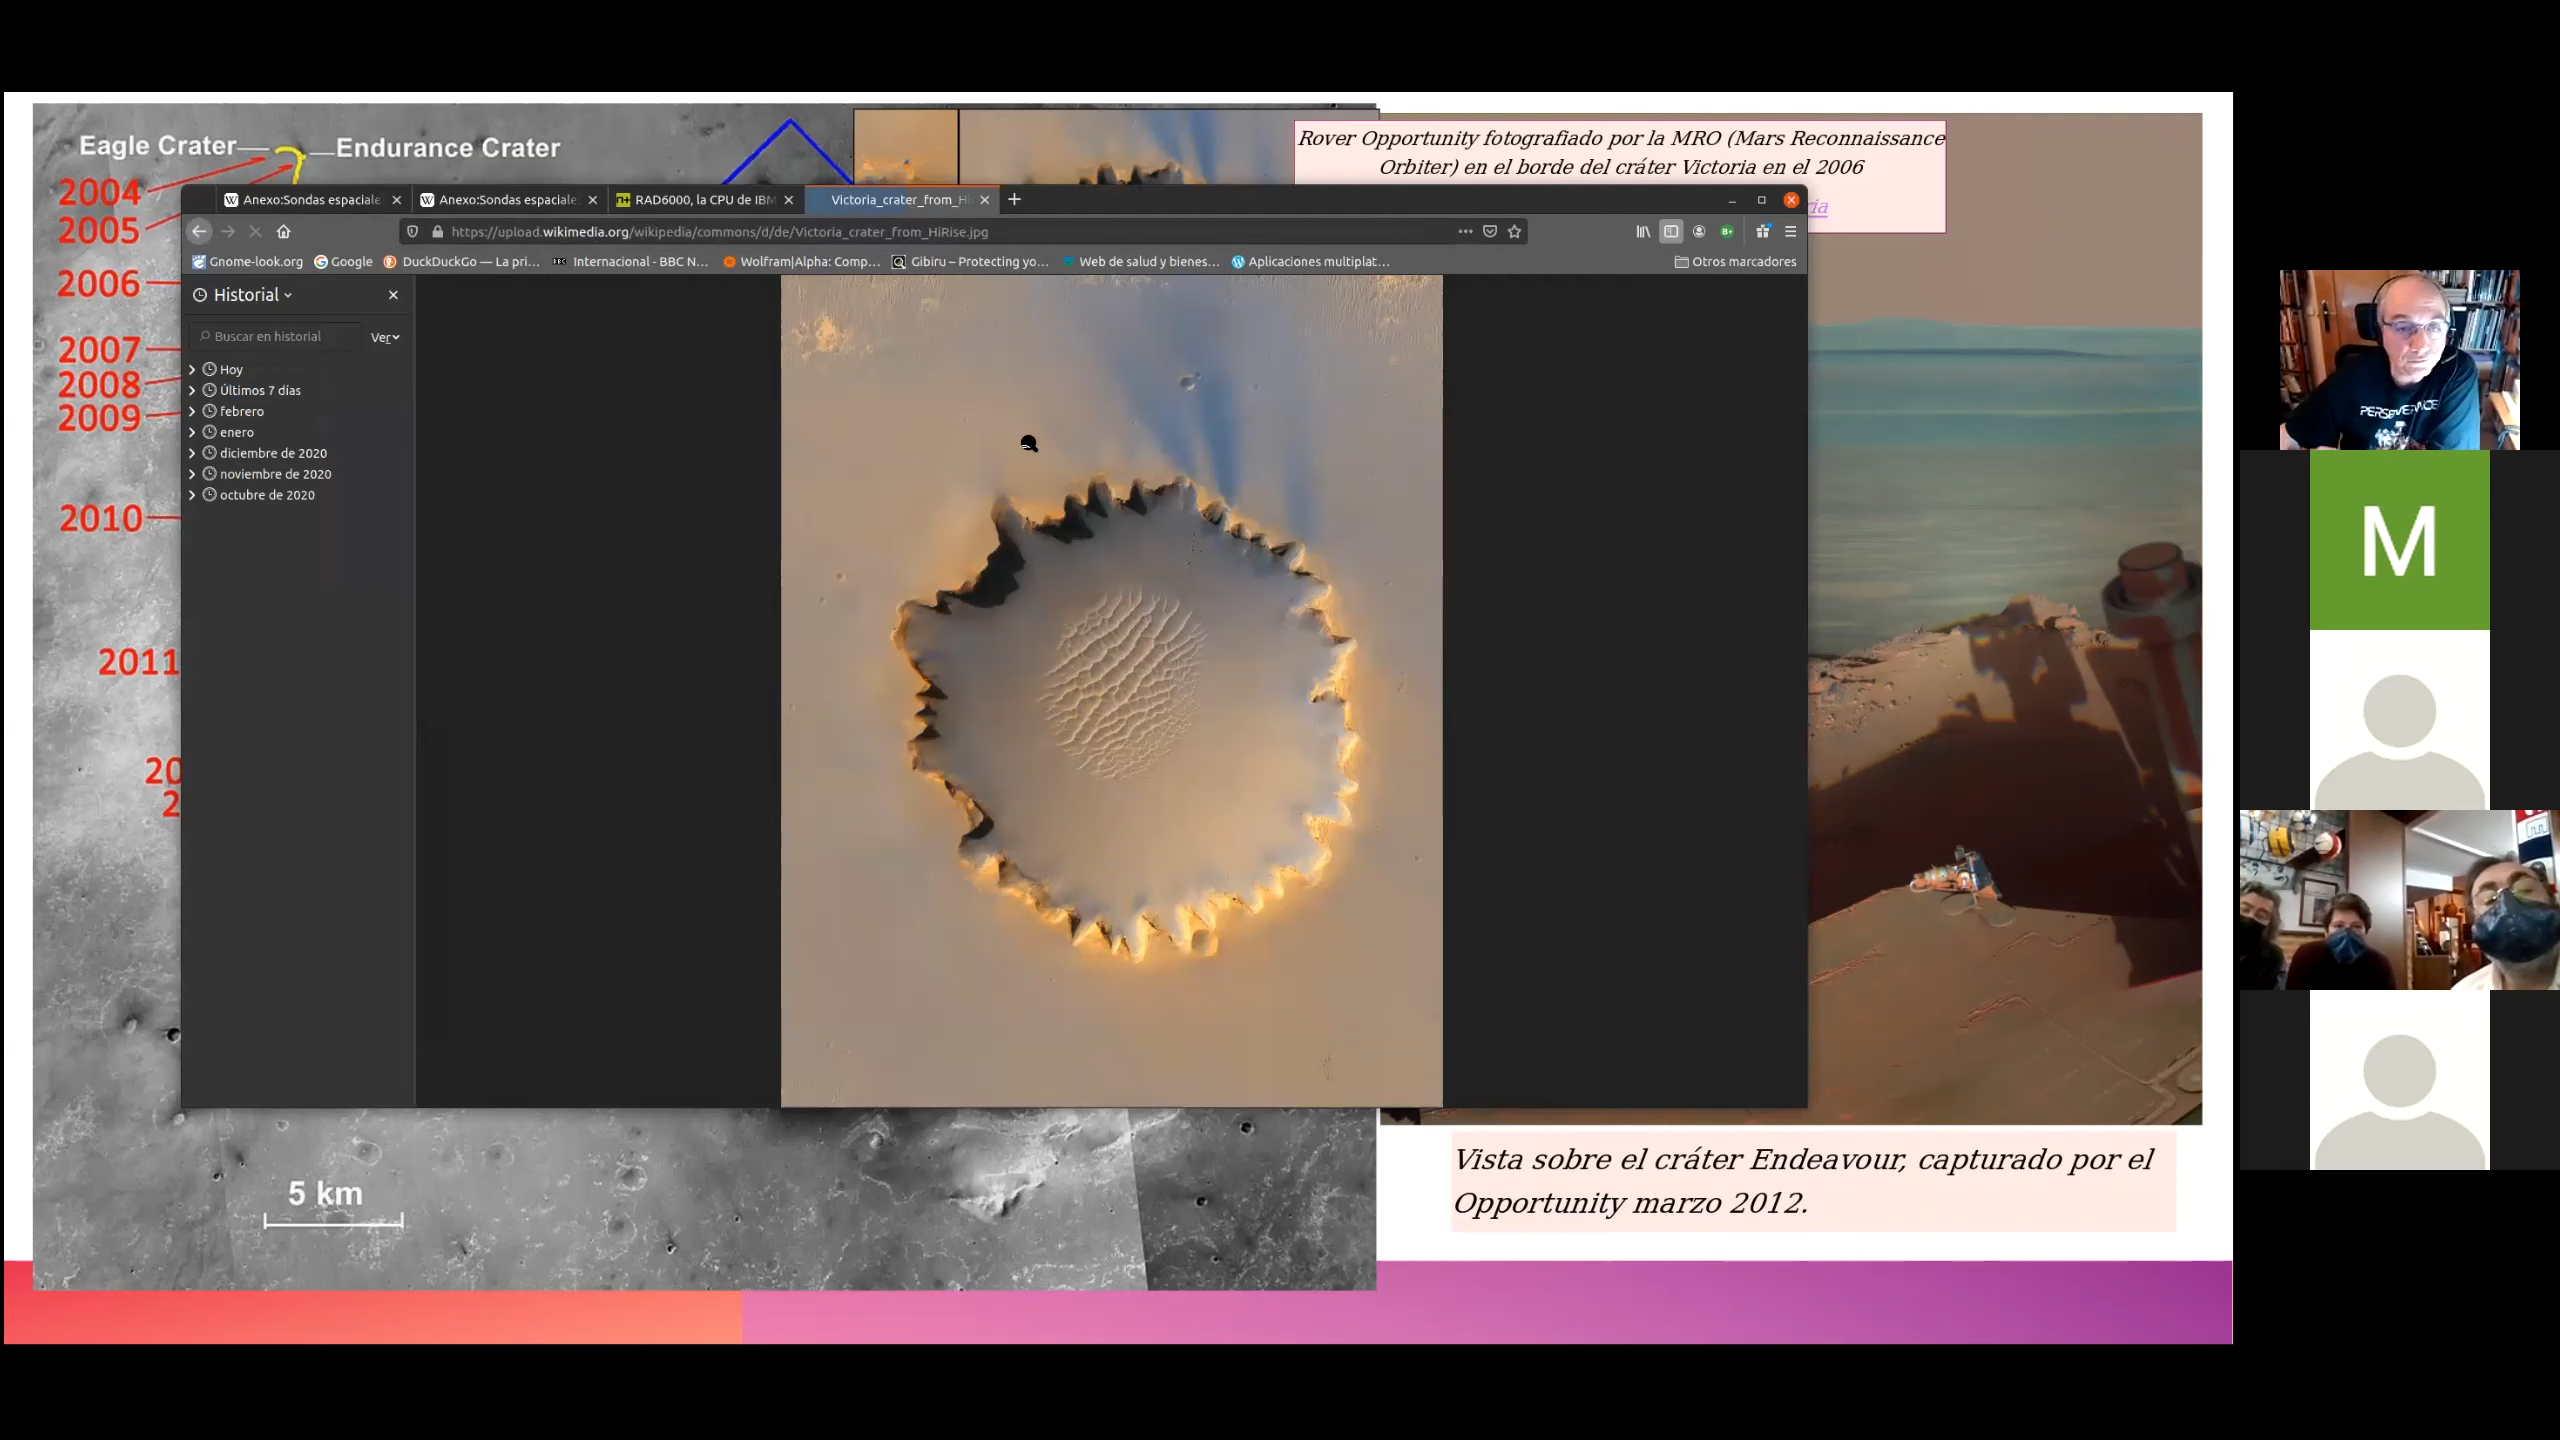 Eagle Crater
Endurance Crater
2004
2005
2006
2007
2008
2009
2010
2011
20
2
5 km
Rover Opportunity fotografiado por la MRO (Mars Reconnaissance
Orbiter) en el borde del cráter Victoria en el 2006
ria
Anexo:Sondas espaciale
Anexo:Sondas espaciale
RAD6000, la CPU de IBM
Victoria_crater_from_Hi
https://upload.wikimedia.org/wikipedia/commons/d/de/Victoria_crater_from_HiRise.jpg
Gnome-look.org Google DuckDuckGo — La pri… Internacional - BBC N… Wolfram|Alpha: Comp… Gibiru – Protecting yo… Web de salud y bienes… Aplicaciones multiplat… Otros marcadores
Historial
Buscar en historial Ver
Hoy
Últimos 7 días
febrero
enero
diciembre de 2020
noviembre de 2020
octubre de 2020
Vista sobre el cráter Endeavour, capturado por el
Opportunity marzo 2012.
PERSEVERANCE
M